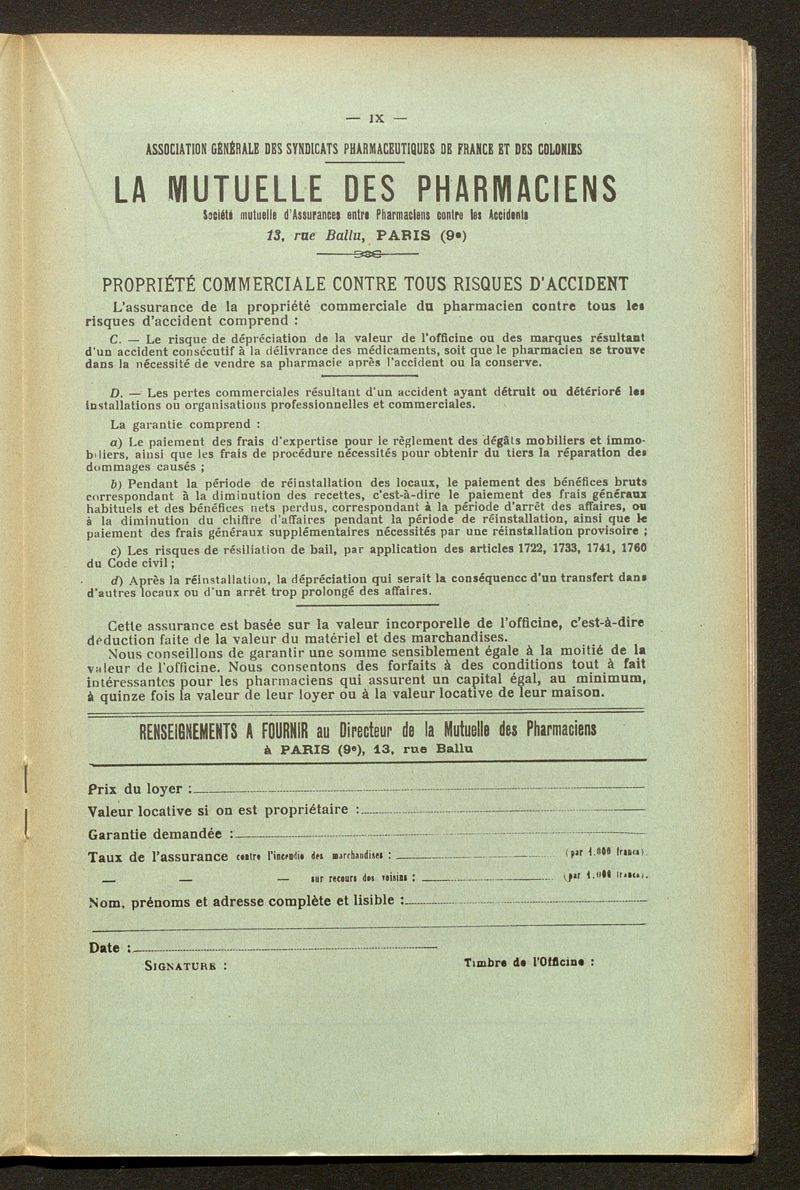 — IX —
ASSOCIATION GÉNÉRALE DES SYNDICATS PHARMACEUTIQUES DE FRANCE ET DES COLONIES
LA MUTUELLE DES PHARMACIENS
Société mutuelle d'Assurances entre Pharmaciens contre les Accidents
13, rue Ballu, PARIS (9e)
PROPRIÉTÉ COMMERCIALE CONTRE TOUS RISQUES D'ACCIDENT
L'assurance de la propriété commerciale du pharmacien contre tous les
risques d'accident comprend :
C. — Le risque de dépréciation de la valeur de l'officine ou des marques résultant
d'un accident consécutif à la délivrance des médicaments, soit que le pharmacien se trouve
dans la nécessité de vendre sa pharmacie après l'accident ou la conserve.
D. — Les pertes commerciales résultant d'un accident ayant détruit ou détérioré les
installations ou organisations professionnelles et commerciales.
La garantie comprend :
a) Le paiement des frais d'expertise pour le règlement des dégâts mobiliers et immo-
biliers, ainsi que les frais de procédure nécessités pour obtenir du tiers la réparation des
dommages causés ;
b) Pendant la période de réinstallation des locaux, le paiement des bénéfices bruts
correspondant à la diminution des recettes, c'est-à-dire le paiement des frais généraux
habituels et des bénéfices nets perdus, correspondant à la période d'arrêt des affaires, ou
à la diminution du chiffre d'affaires pendant la période de réinstallation, ainsi que le
paiement des frais généraux supplémentaires nécessités par une réinstallation provisoire ;
c) Les risques de résiliation de bail, par application des articles 1722, 1733, 1741, 1760
du Code civil ;
d) Après la réinstallation, la dépréciation qui serait la conséquence d'un transfert dans
d'autres locaux ou d'un arrêt trop prolongé des affaires.
Cette assurance est basée sur la valeur incorporelle de l'officine, c'est-à-dire
déduction faite de la valeur du matériel et des marchandises.
Nous conseillons de garantir une somme sensiblement égale à la moitié de la
valeur de l'officine. Nous consentons des forfaits à des conditions tout à fait
intéressantes pour les pharmaciens qui assurent un capital égal, au minimum,
à quinze fois la valeur de leur loyer ou à la valeur locative de leur maison.
RENSEIGNEMENTS A FOURNIR au Directeur de la Mutuelle des Pharmaciens
à PARIS (9e), 13, rue Ballu
Prix du loyer :
Valeur locative si on est propriétaire :
Garantie demandée :
Taux de l'assurance contre l'incendie des marchandises : (par 1.000 francs).
— — — sur recours des voisins : (par 1.000 francs).
Nom, prénoms et adresse complète et lisible :
Date :
SIGNATURE : Timbre de l'Officine :